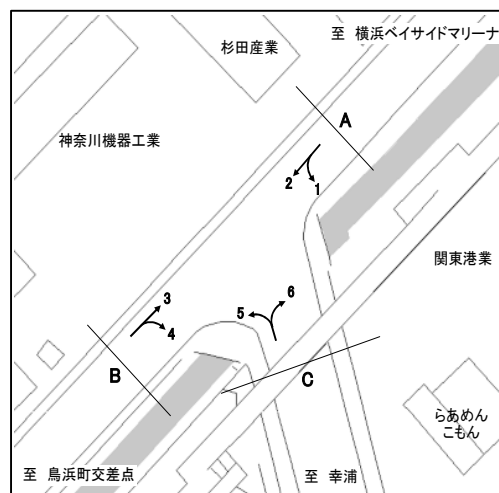 至 横浜ベイサイドマリーナ
杉田産業
A
神奈川機器工業
2
1
関東港業
3
6
5
4
B
C
らあめん
こもん
至 鳥浜町交差点
至 幸浦